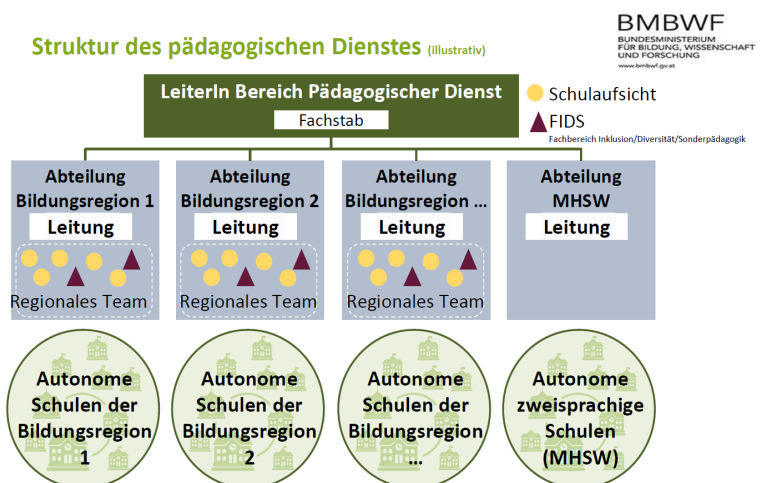 BMBWF
BUNDESMINISTERIUM
FÜR BILDUNG, WISSENSCHAFT
UND FORSCHUNG
www.bmbwf.gv.at
Struktur des pädagogischen Dienstes (illustrativ)
LeiterIn Bereich Pädagogischer Dienst
Fachstab
Schulaufsicht
FIDS
Fachbereich Inklusion/Diversität/Sonderpädagogik
Abteilung
Bildungsregion 1
Leitung
Regionales Team
Abteilung
Bildungsregion 2
Leitung
Regionales Team
Abteilung
Bildungsregion ...
Leitung
Regionales Team
Abteilung
MHSW
Leitung
Autonome
Schulen der
Bildungsregion
1
Autonome
Schulen der
Bildungsregion
2
Autonome
Schulen der
Bildungsregion
...
Autonome
zweisprachige
Schulen
(MHSW)